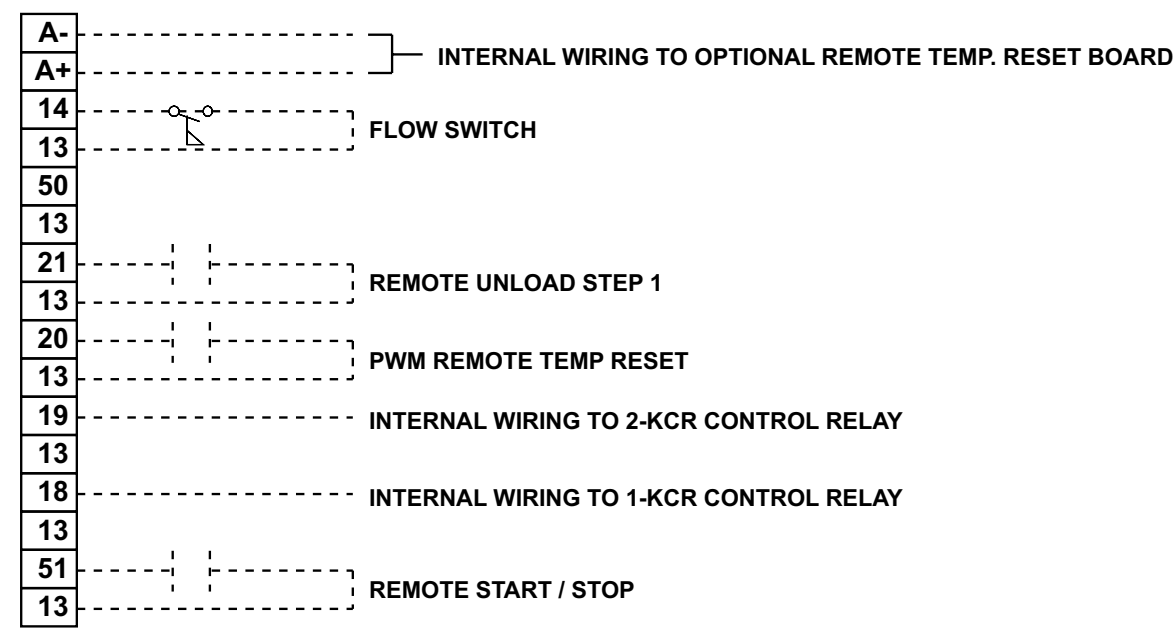 A-
INTERNAL WIRING TO OPTIONAL REMOTE TEMP. RESET BOARD
A+
14
FLOW SWITCH
13
50
13
21
REMOTE UNLOAD STEP 1
13
20
PWM REMOTE TEMP RESET
13
19
INTERNAL WIRING TO 2-KCR CONTROL RELAY
13
18
INTERNAL WIRING TO 1-KCR CONTROL RELAY
13
51
REMOTE START / STOP
13